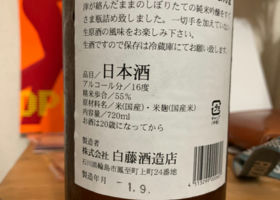 滓が絡んだままのしぼりたての純米吟醸をすぐ
さま瓶詰め致しました。一切手を加えていない
生原酒の風味をお楽しみ下さい。
生酒ですので保存は冷蔵庫にてお願い致します。
品目／日本酒
アルコール分／16度
精米歩合／55%
原材料名／米(国産)・米麹(国産米)
内容量／720ml
お酒は20歳になってから
製造者
株式会社 白藤酒造店
石川県輪島市鳳至町上町24番地
製造年月 -1.9.